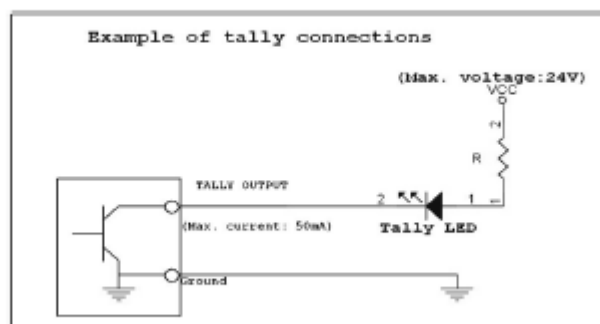 Example of tally connections
(Max. voltage:24V)
VCC
2
R
1
TALLY OUTPUT
2
1
(Max. current: 50mA)
Tally LED
Ground